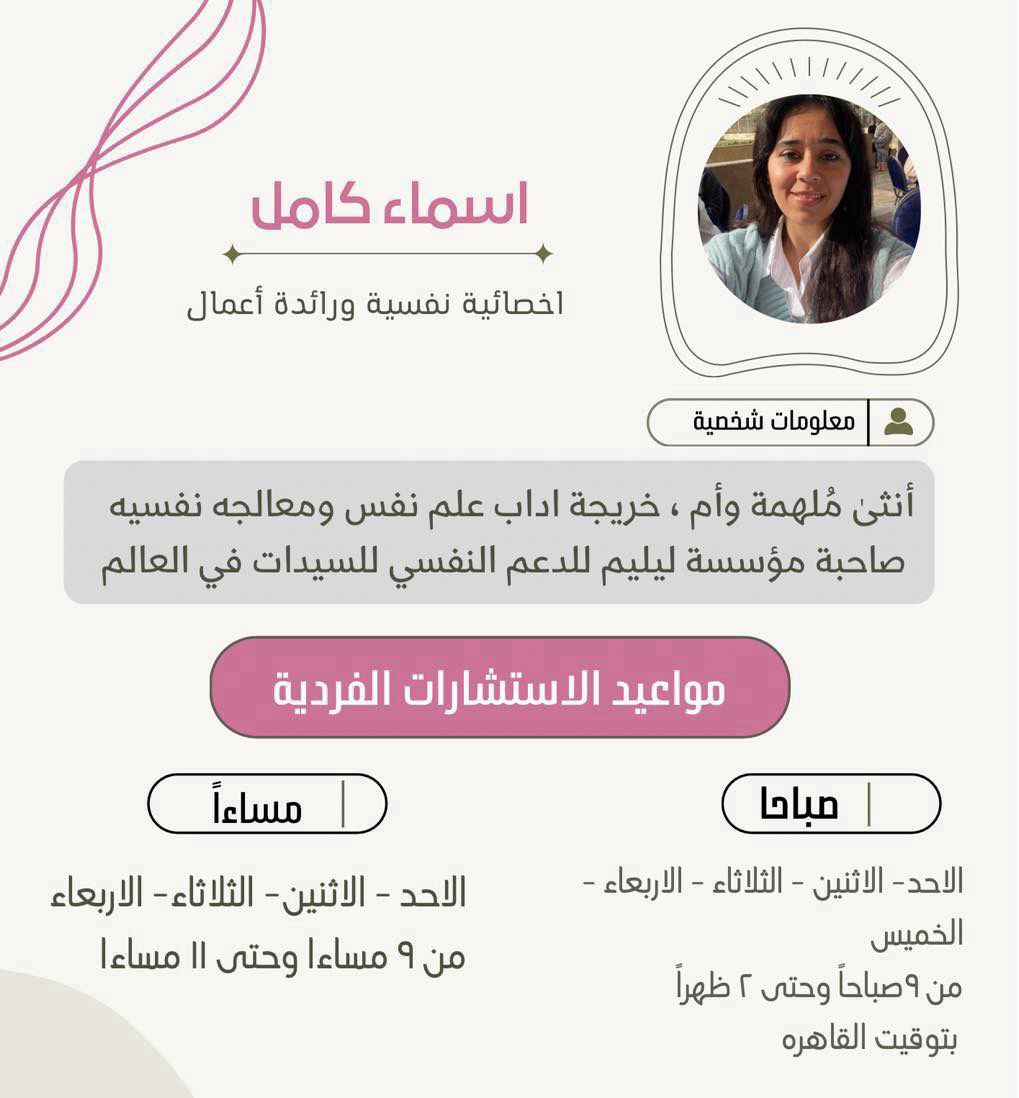 اسماء كامل
اخصائية نفسية ورائدة أعمال
معلومات شخصية
أنثىٰ مُلهمة وأم ، خريجة اداب علم نفس ومعالجه نفسيه
صاحبة مؤسسة ليليم للدعم النفسي للسيدات في العالم
مواعيد الاستشارات الفردية
صباحا
الاحد- الاثنين - الثلاثاء - الاربعاء -
الخميس
من ٩صباحاً وحتى ٢ ظهراً
بتوقيت القاهره
مساءاً
الاحد - الاثنين- الثلاثاء- الاربعاء
من ٩ مساءا وحتى ١١ مساءا